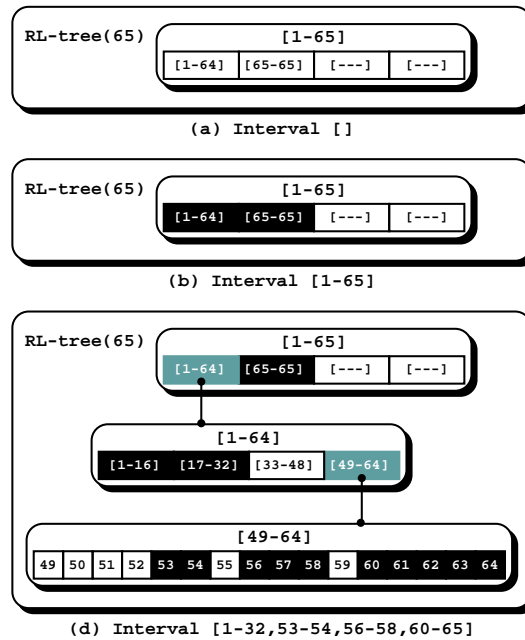 RL-tree(65) [1-65]
[1-64] [65-65] [---] [---]
(a) Interval []
RL-tree(65) [1-65]
[1-64] [65-65] [---] [---]
(b) Interval [1-65]
RL-tree(65) [1-65]
[1-64] [65-65] [---] [---]
[1-64]
[1-16] [17-32] [33-48] [49-64]
[49-64]
49 50 51 52 53 54 55 56 57 58 59 60 61 62 63 64
(d) Interval [1-32,53-54,56-58,60-65]